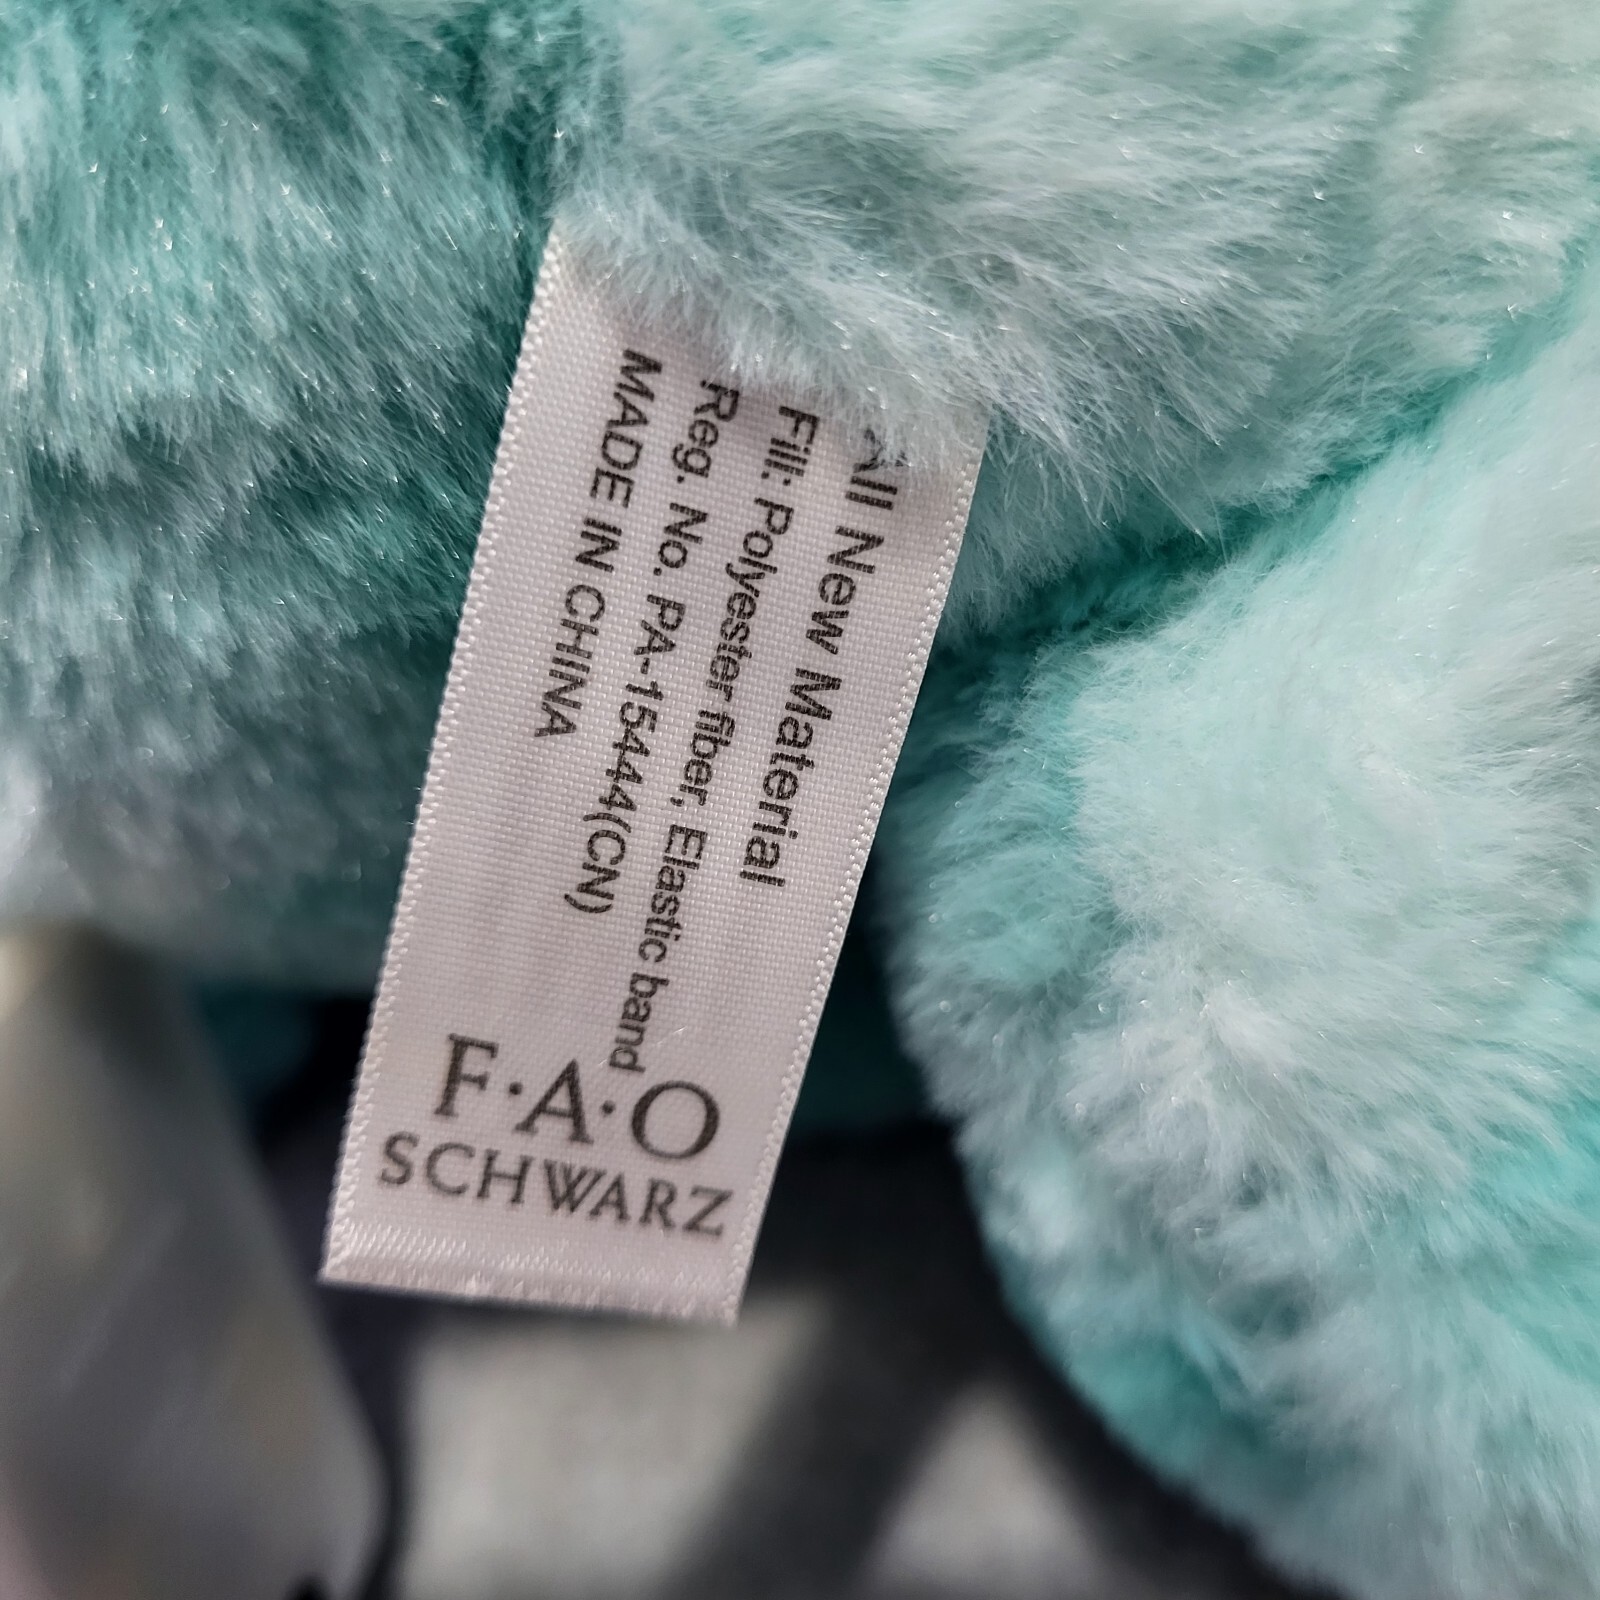 All New Material
Fill: Polyester fiber, Elastic band
Reg. No. PA-15444(CN)
MADE IN CHINA
F·A·O
SCHWARZ